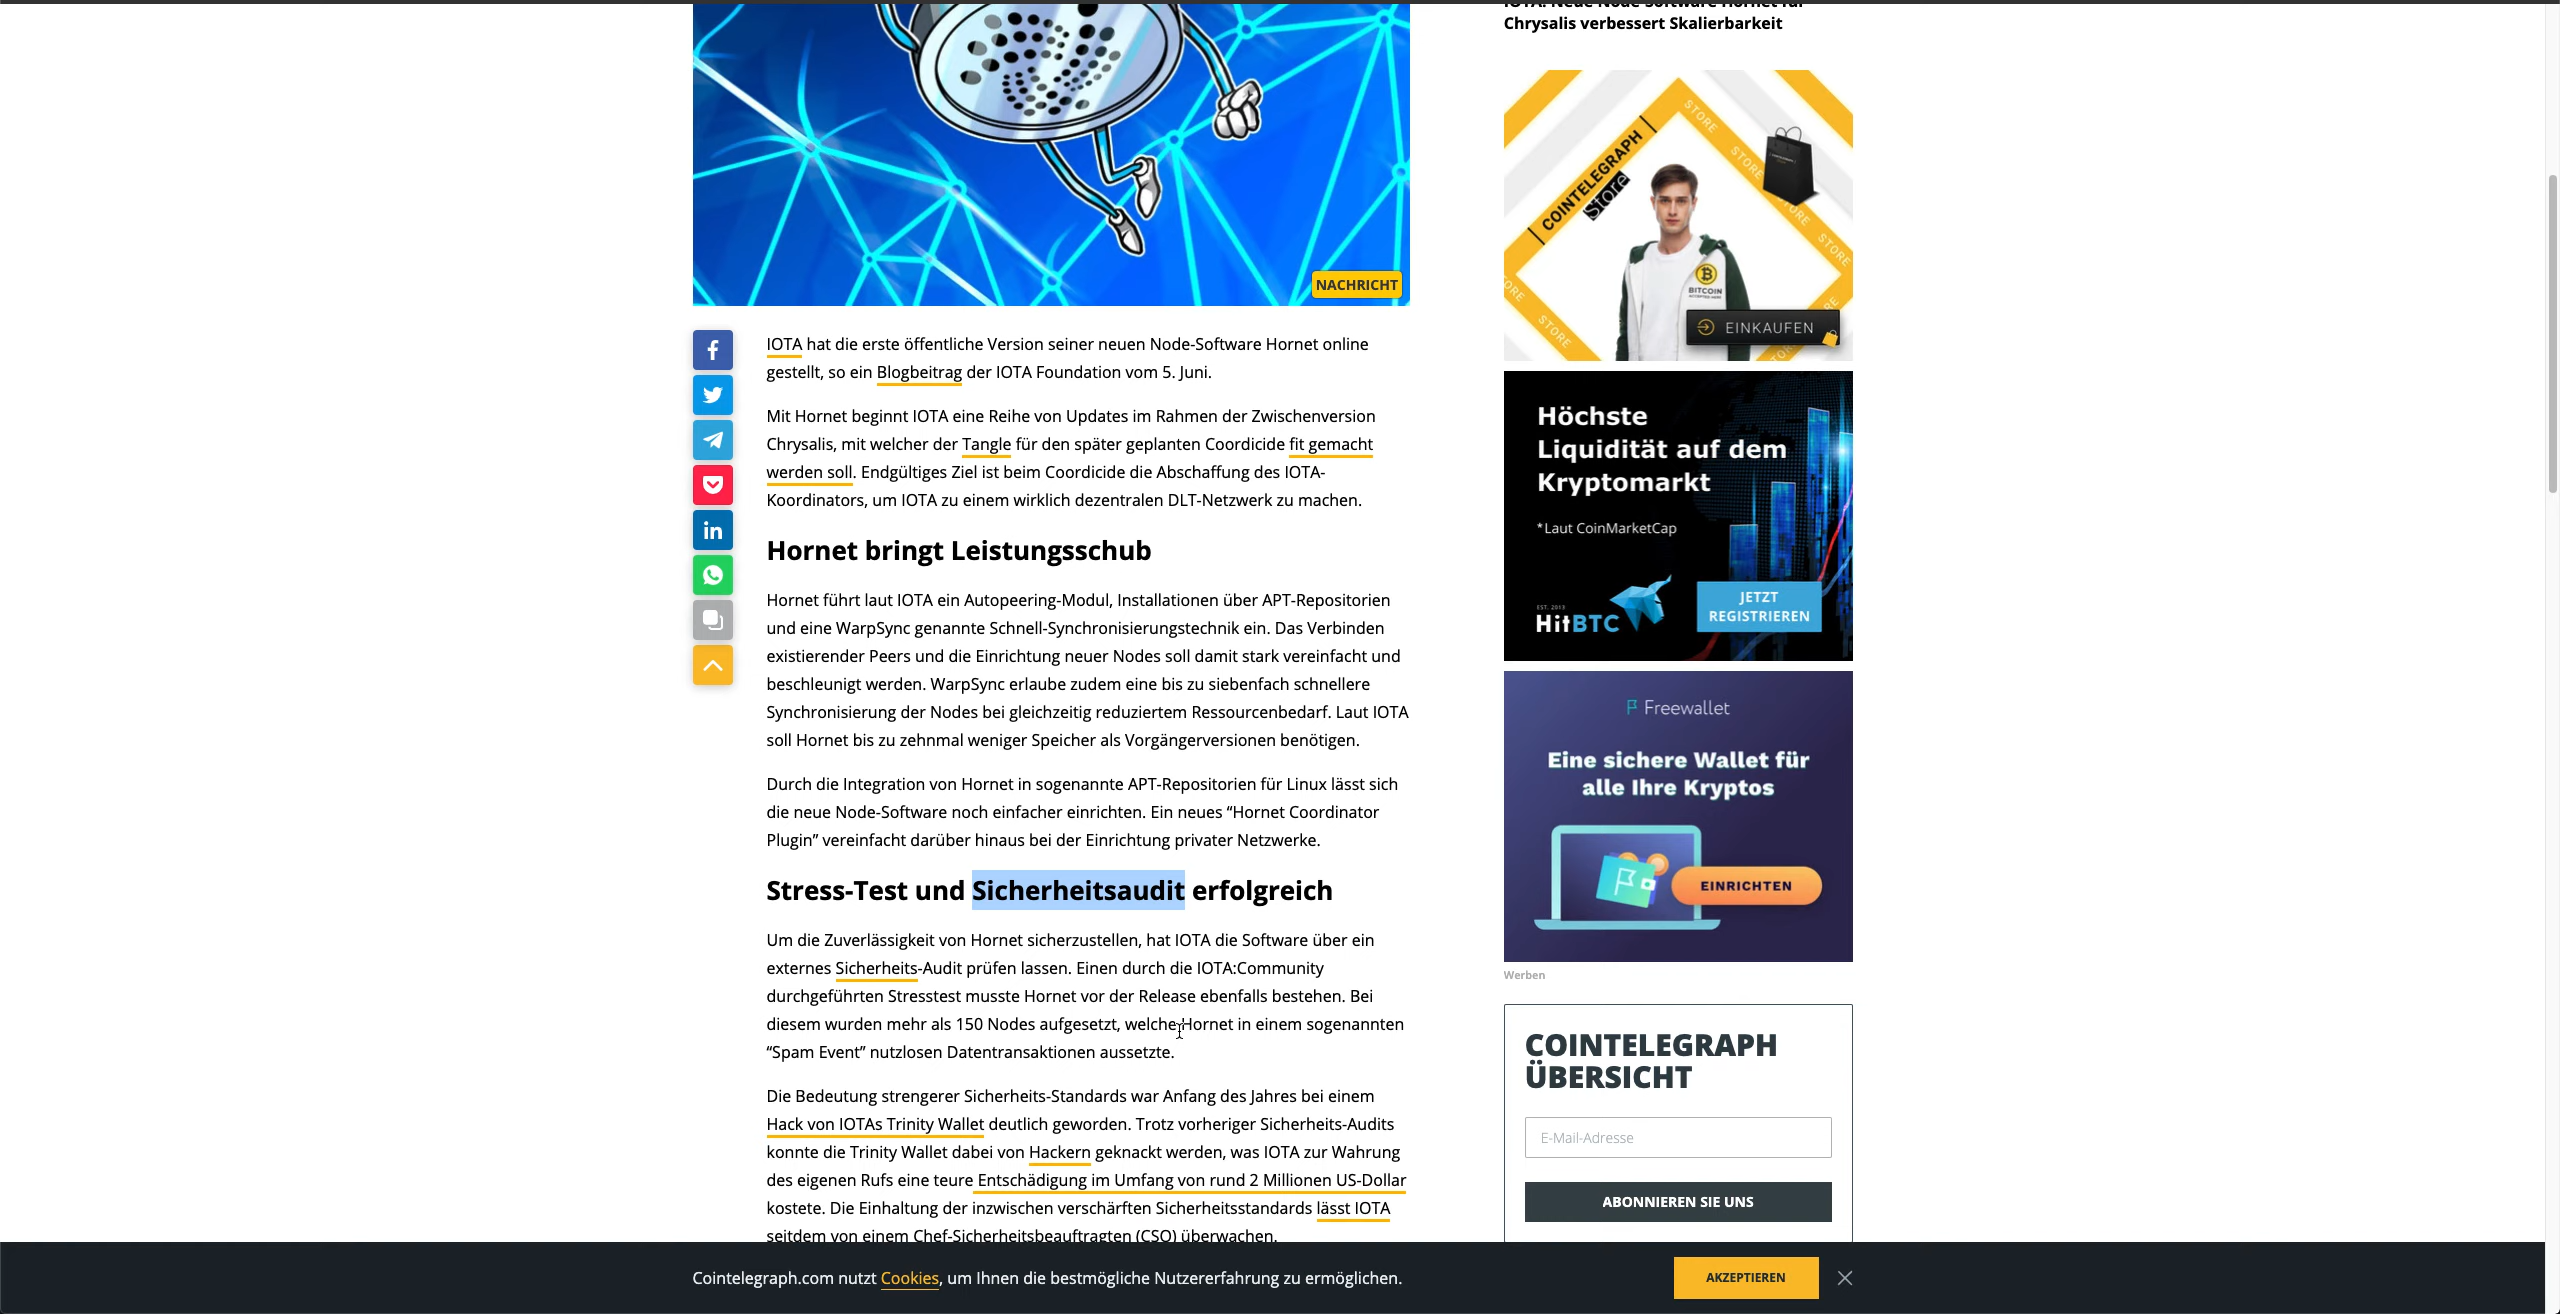 Chrysalis verbessert Skalierbarkeit
NACHRICHT
IOTA hat die erste öffentliche Version seiner neuen Node-Software Hornet online
gestellt, so ein Blogbeitrag der IOTA Foundation vom 5. Juni.
Mit Hornet beginnt IOTA eine Reihe von Updates im Rahmen der Zwischenversion
Chrysalis, mit welcher der Tangle für den später geplanten Coordicide fit gemacht
werden soll. Endgültiges Ziel ist beim Coordicide die Abschaffung des IOTA-
Koordinators, um IOTA zu einem wirklich dezentralen DLT-Netzwerk zu machen.
Hornet bringt Leistungsschub
Hornet führt laut IOTA ein Autopeering-Modul, Installationen über APT-Repositorien
und eine WarpSync genannte Schnell-Synchronisierungstechnik ein. Das Verbinden
existierender Peers und die Einrichtung neuer Nodes soll damit stark vereinfacht und
beschleunigt werden. WarpSync erlaube zudem eine bis zu siebenfach schnellere
Synchronisierung der Nodes bei gleichzeitig reduziertem Ressourcenbedarf. Laut IOTA
soll Hornet bis zu zehnmal weniger Speicher als Vorgängerversionen benötigen.
Durch die Integration von Hornet in sogenannte APT-Repositorien für Linux lässt sich
die neue Node-Software noch einfacher einrichten. Ein neues “Hornet Coordinator
Plugin” vereinfacht darüber hinaus bei der Einrichtung privater Netzwerke.
Stress-Test und Sicherheitsaudit erfolgreich
Um die Zuverlässigkeit von Hornet sicherzustellen, hat IOTA die Software über ein
externes Sicherheits-Audit prüfen lassen. Einen durch die IOTA:Community
durchgeführten Stresstest musste Hornet vor der Release ebenfalls bestehen. Bei
diesem wurden mehr als 150 Nodes aufgesetzt, welche Hornet in einem sogenannten
“Spam Event” nutzlosen Datentransaktionen aussetzte.
Die Bedeutung strengerer Sicherheits-Standards war Anfang des Jahres bei einem
Hack von IOTAs Trinity Wallet deutlich geworden. Trotz vorheriger Sicherheits-Audits
konnte die Trinity Wallet dabei von Hackern geknackt werden, was IOTA zur Wahrung
des eigenen Rufs eine teure Entschädigung im Umfang von rund 2 Millionen US-Dollar
kostete. Die Einhaltung der inzwischen verschärften Sicherheitsstandards lässt IOTA
seitdem von einem Chef-Sicherheitsbeauftragten (CSO) überwachen.
COINTELEGRAPH
Store
STORE
STORE
STORE
STORE
STORE
BITCOIN
ACCEPTED HERE
EINKAUFEN
Höchste
Liquidität auf dem
Kryptomarkt
*Laut CoinMarketCap
EST. 2013
HitBTC
JETZT
REGISTRIEREN
Freewallet
Eine sichere Wallet für
alle Ihre Kryptos
EINRICHTEN
Werben
COINTELEGRAPH
ÜBERSICHT
E-Mail-Adresse
ABONNIEREN SIE UNS
Cointelegraph.com nutzt Cookies, um Ihnen die bestmögliche Nutzererfahrung zu ermöglichen.
AKZEPTIEREN